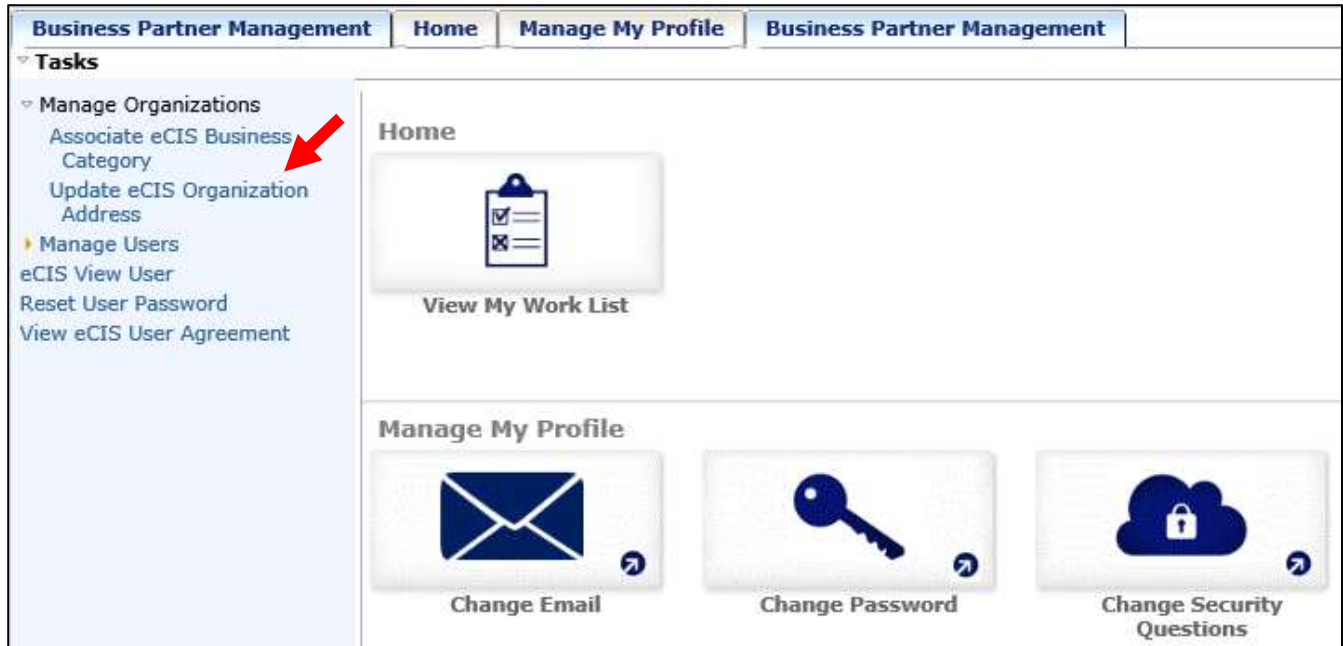 Business Partner Management Home Manage My Profile Business Partner Management
Tasks
Manage Organizations
Associate eCIS Business
Category
Update eCIS Organization
Address
Manage Users
eCIS View User
Reset User Password
View eCIS User Agreement
Home
View My Work List
Manage My Profile
Change Email
Change Password
Change Security
Questions